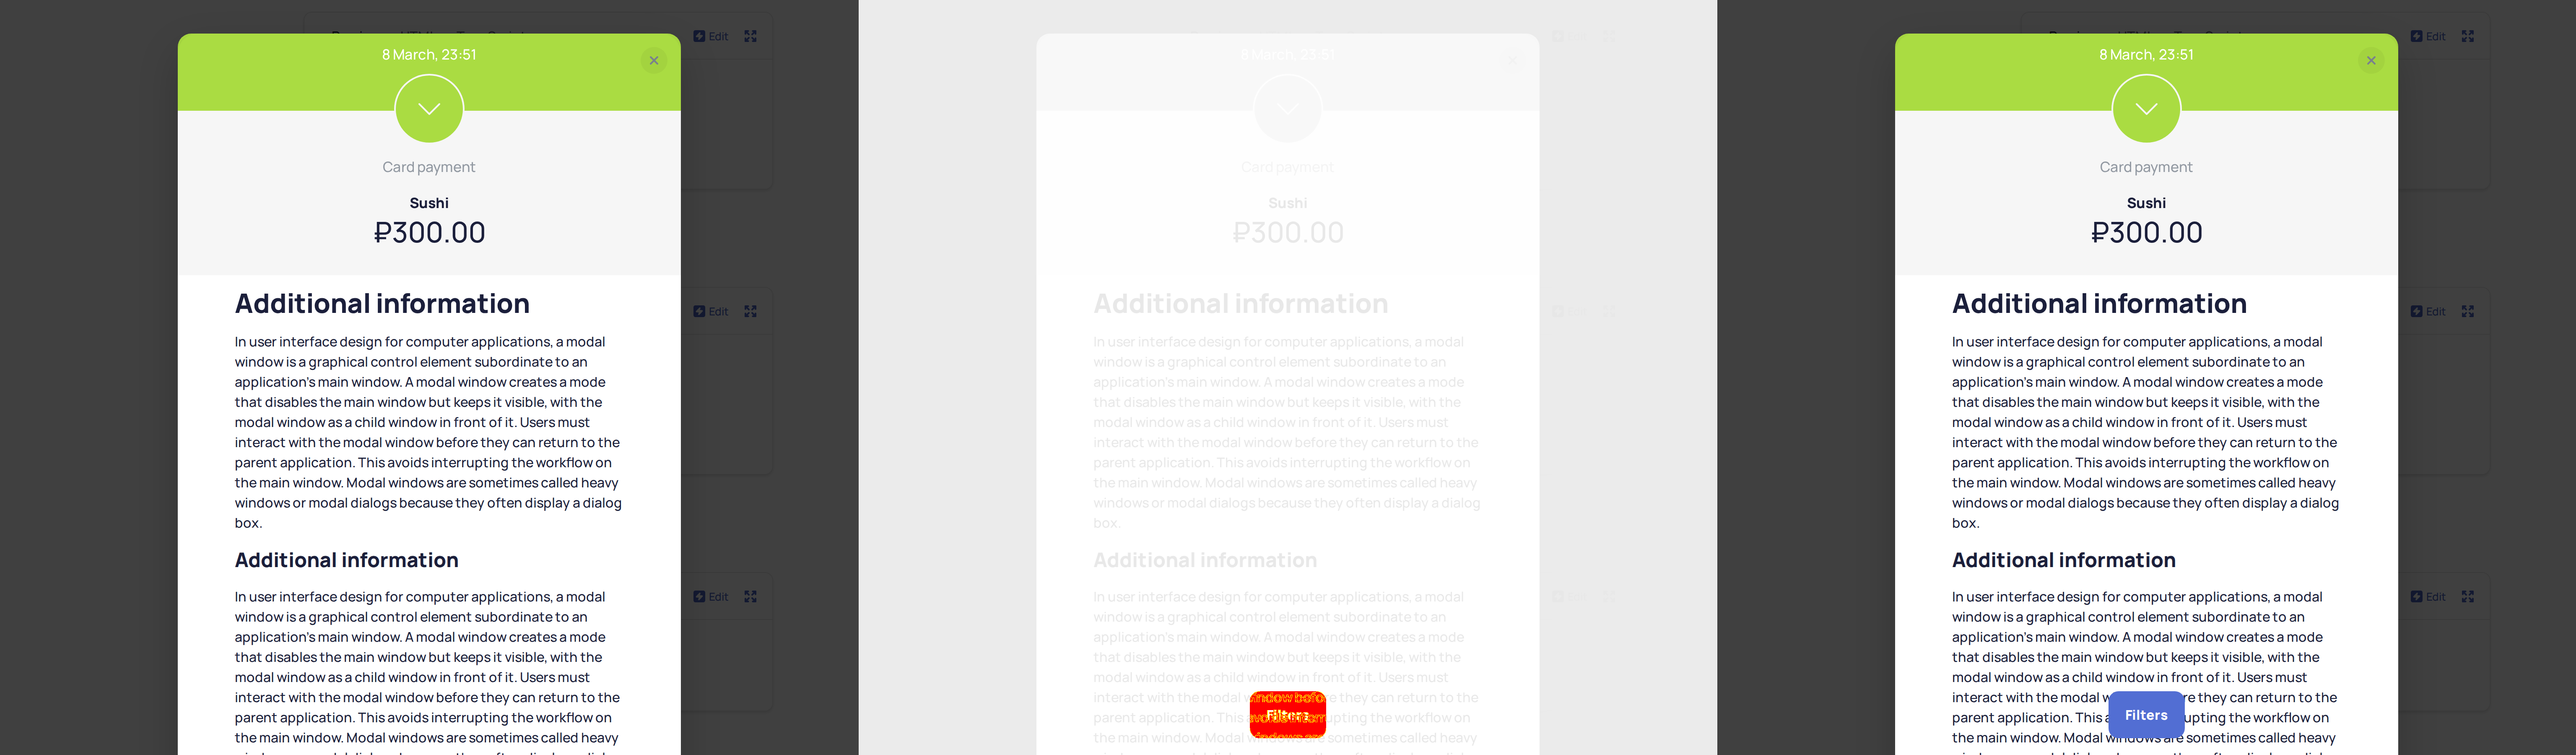 Edit
8 March, 23:51
Card payment
Sushi
₽300.00
Additional information
In user interface design for computer applications, a modal
window is a graphical control element subordinate to an
application's main window. A modal window creates a mode
that disables the main window but keeps it visible, with the
modal window as a child window in front of it. Users must
interact with the modal window before they can return to the
parent application. This avoids interrupting the workflow on
the main window. Modal windows are sometimes called heavy
windows or modal dialogs because they often display a dialog
box.
Edit
Additional information
Edit
In user interface design for computer applications, a modal
window is a graphical control element subordinate to an
application's main window. A modal window creates a mode
that disables the main window but keeps it visible, with the
modal window as a child window in front of it. Users must
interact with the modal window before they can return to the
parent application. This avoids interrupting the workflow on
the main window. Modal windows are sometimes called heavy
8 March, 23:51
Card payment
Sushi
₽300.00
Additional information
In user interface design for computer applications, a modal
window is a graphical control element subordinate to an
application's main window. A modal window creates a mode
that disables the main window but keeps it visible, with the
modal window as a child window in front of it. Users must
interact with the modal window before they can return to the
parent application. This avoids interrupting the workflow on
the main window. Modal windows are sometimes called heavy
windows or modal dialogs because they often display a dialog
box.
Additional information
In user interface design for computer applications, a modal
window is a graphical control element subordinate to an
application's main window. A modal window creates a mode
that disables the main window but keeps it visible, with the
modal window as a child window in front of it. Users must
interact with the modal window before they can return to the
parent application. This avoids interrupting the workflow on
the main window. Modal windows are sometimes called heavy
Filters
Edit
8 March, 23:51
Card payment
Sushi
₽300.00
Additional information
In user interface design for computer applications, a modal
window is a graphical control element subordinate to an
application's main window. A modal window creates a mode
that disables the main window but keeps it visible, with the
modal window as a child window in front of it. Users must
interact with the modal window before they can return to the
parent application. This avoids interrupting the workflow on
the main window. Modal windows are sometimes called heavy
windows or modal dialogs because they often display a dialog
box.
Edit
Additional information
Edit
In user interface design for computer applications, a modal
window is a graphical control element subordinate to an
application's main window. A modal window creates a mode
that disables the main window but keeps it visible, with the
modal window as a child window in front of it. Users must
interact with the modal re they can return to the
parent application. This upting the workflow on
the main window. Modal windows are sometimes called heavy
Filters